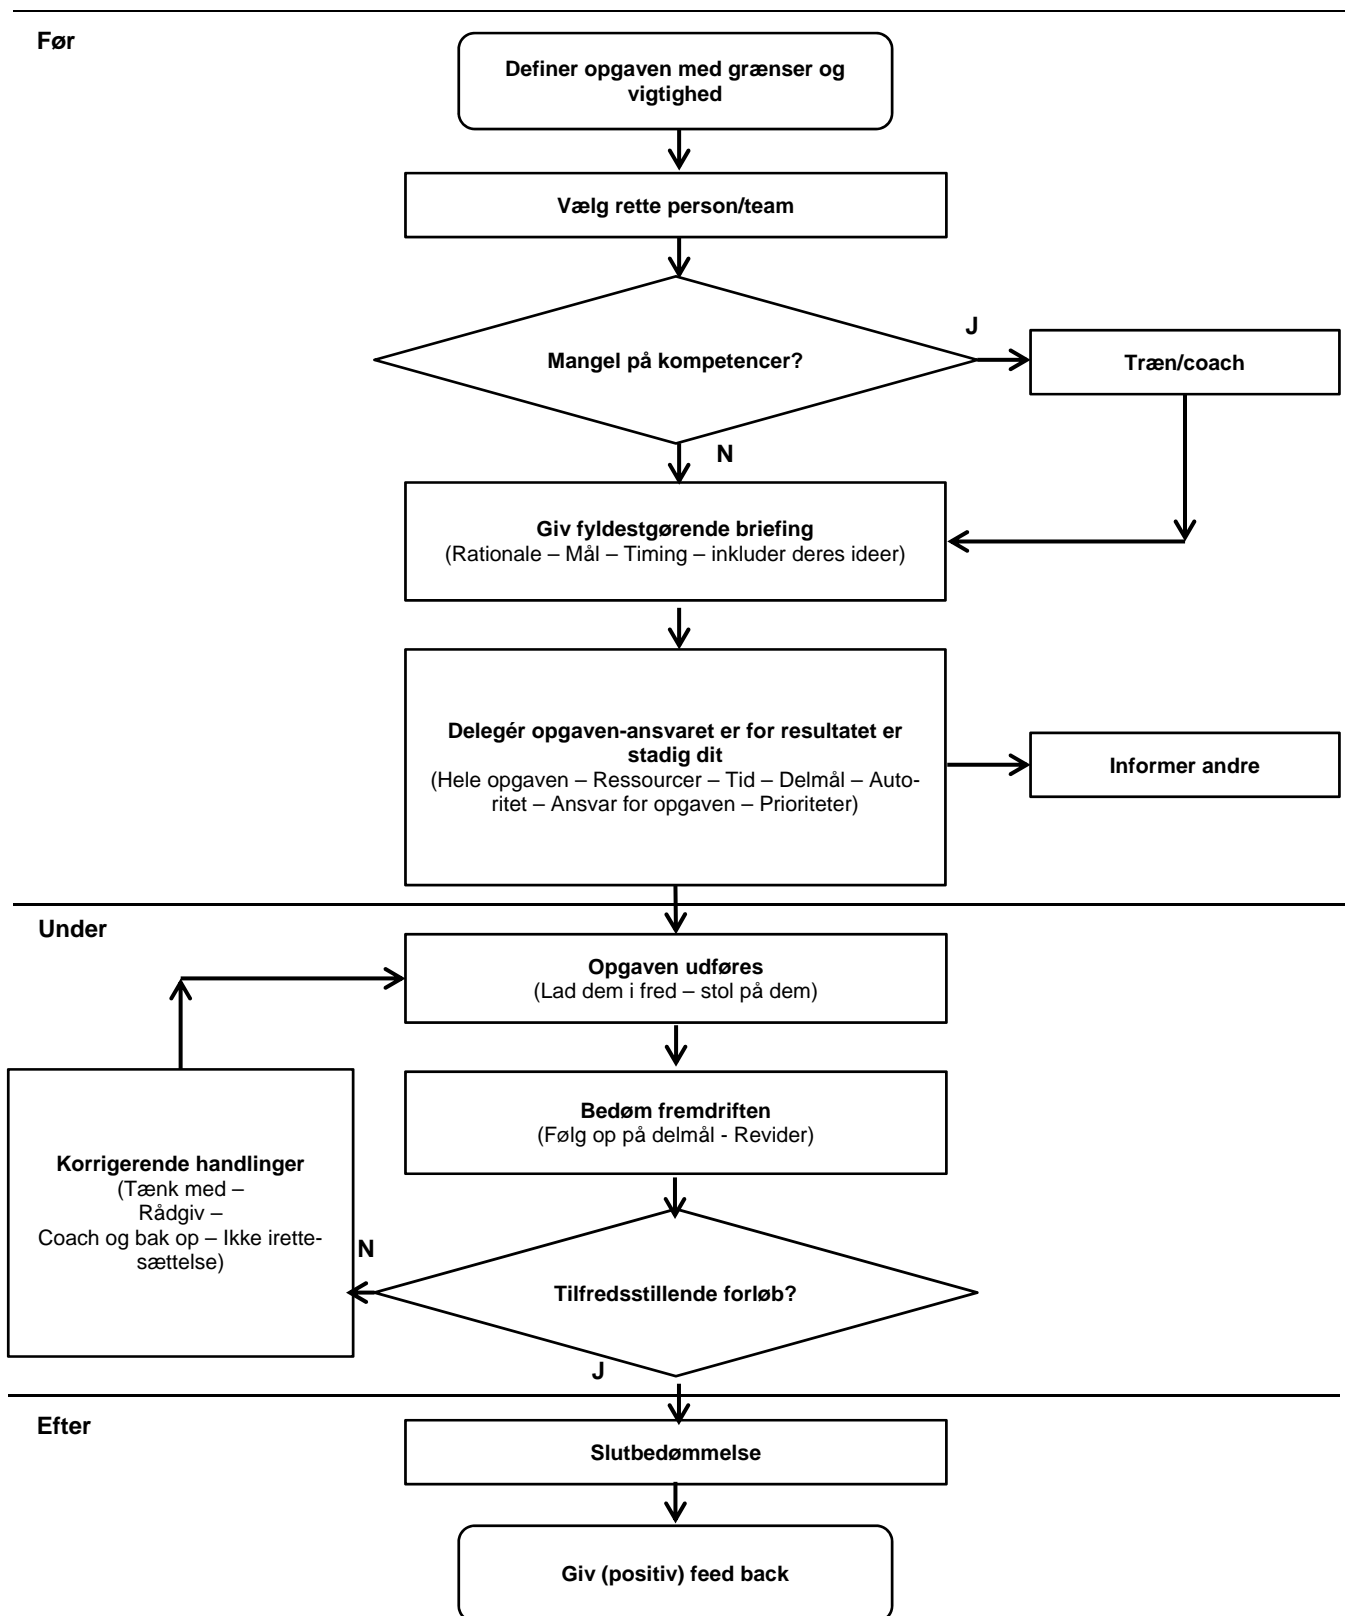 Før
Definer opgaven med grænser og
vigtighed
Vælg rette person/team
Mangel på kompetencer?
J
Træn/coach
N
Giv fyldestgørende briefing
(Rationale – Mål – Timing – inkluder deres ideer)
Delegér opgaven-ansvaret er for resultatet er
stadig dit
(Hele opgaven – Ressourcer – Tid – Delmål – Auto-
ritet – Ansvar for opgaven – Prioriteter)
Informer andre
Under
Opgaven udføres
(Lad dem i fred – stol på dem)
Bedøm fremdriften
(Følg op på delmål - Revider)
Korrigerende handlinger
(Tænk med –
Rådgiv –
Coach og bak op – Ikke irette-
sættelse)
N
Tilfredsstillende forløb?
J
Efter
Slutbedømmelse
Giv (positiv) feed back